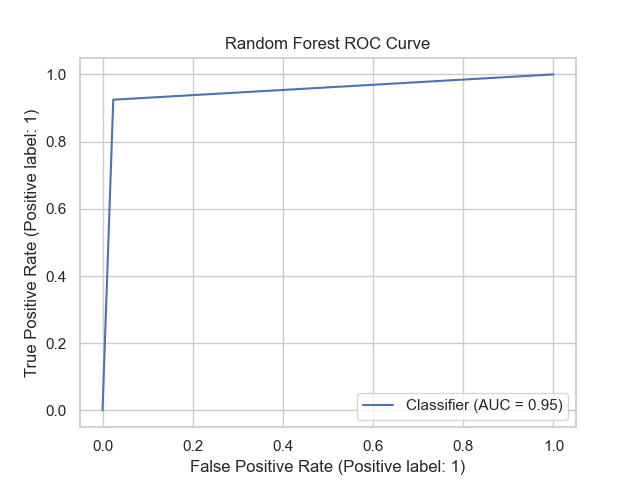 Random Forest ROC Curve
True Positive Rate (Positive label: 1)
1.0
0.8
0.6
0.4
0.2
0.0
Classifier (AUC = 0.95)
0.0 0.2 0.4 0.6 0.8 1.0
False Positive Rate (Positive label: 1)